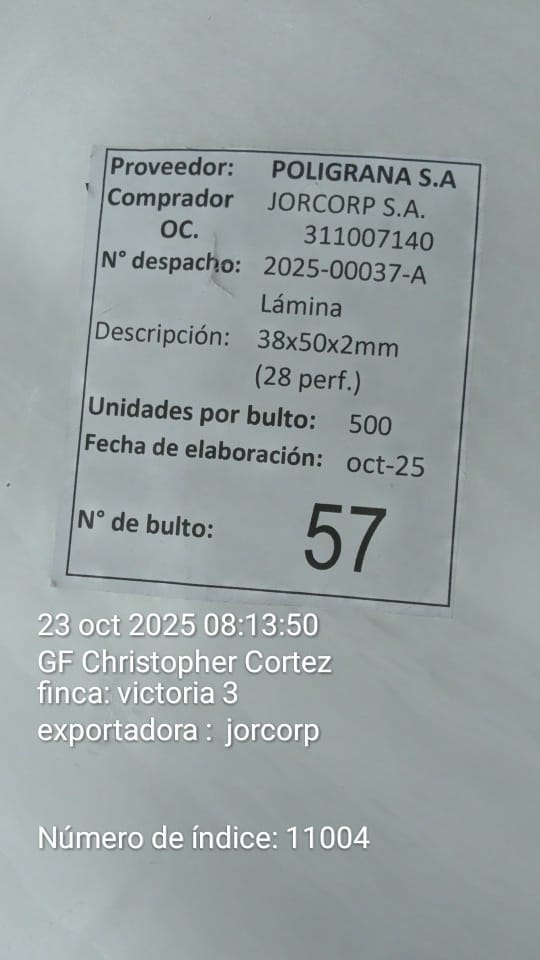 Proveedor: POLIGRANA S.A
Comprador JORCORP S.A.
OC. 311007140
N° despacho: 2025-00037-A
Lámina
Descripción: 38x50x2mm
(28 perf.)
Unidades por bulto: 500
Fecha de elaboración: oct-25
N° de bulto: 57
23 oct 2025 08:13:50
GF Christopher Cortez
finca: victoria 3
exportadora : jorcorp
Número de índice: 11004